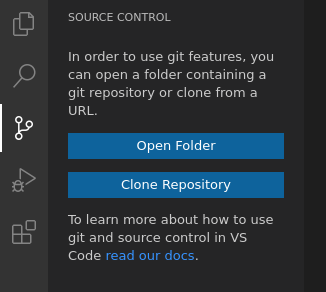 SOURCE CONTROL
In order to use git features, you
can open a folder containing a
git repository or clone from a
URL.
Open Folder
Clone Repository
To learn more about how to use
git and source control in VS
Code read our docs.